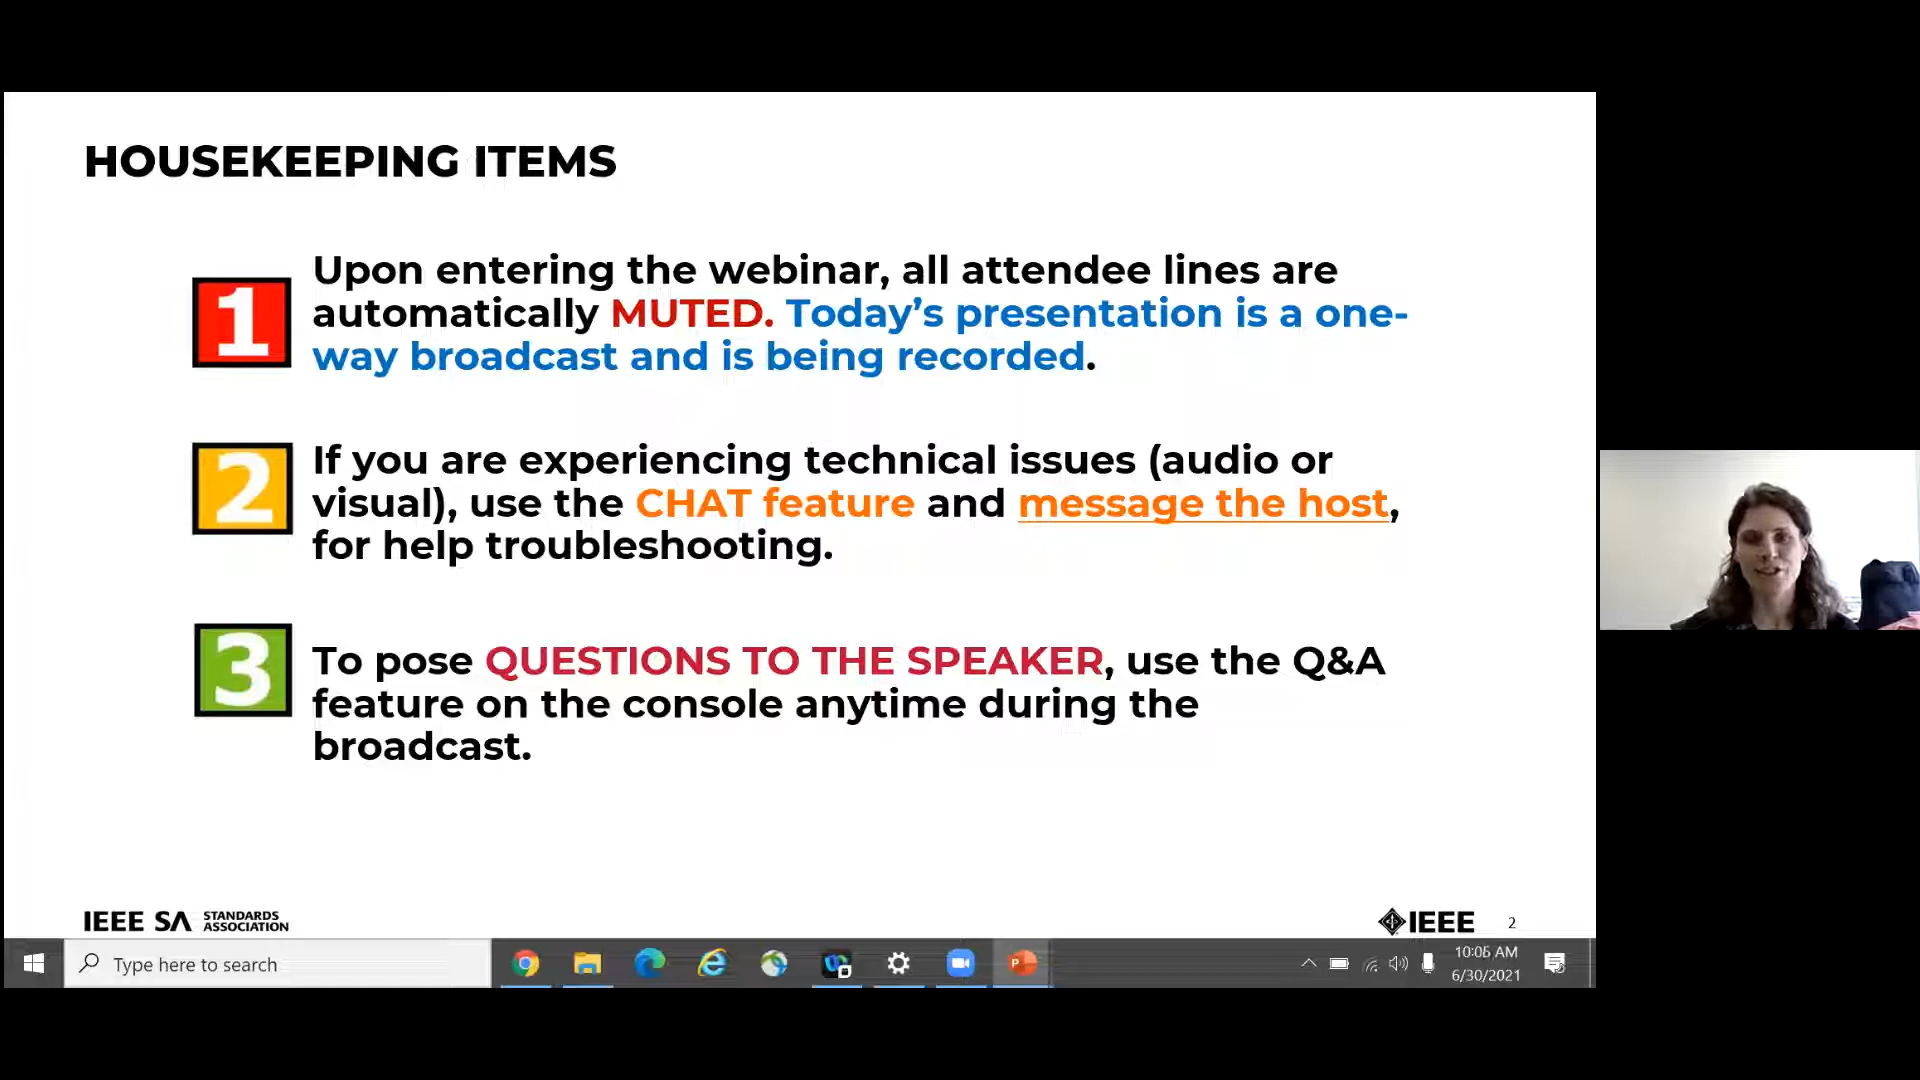 HOUSEKEEPING ITEMS
1
Upon entering the webinar, all attendee lines are
automatically MUTED. Today’s presentation is a one-
way broadcast and is being recorded.
2
If you are experiencing technical issues (audio or
visual), use the CHAT feature and message the host,
for help troubleshooting.
3
To pose QUESTIONS TO THE SPEAKER, use the Q&A
feature on the console anytime during the
broadcast.
IEEE SA STANDARDS
ASSOCIATION
IEEE
2
Type here to search
10:05 AM
6/30/2021